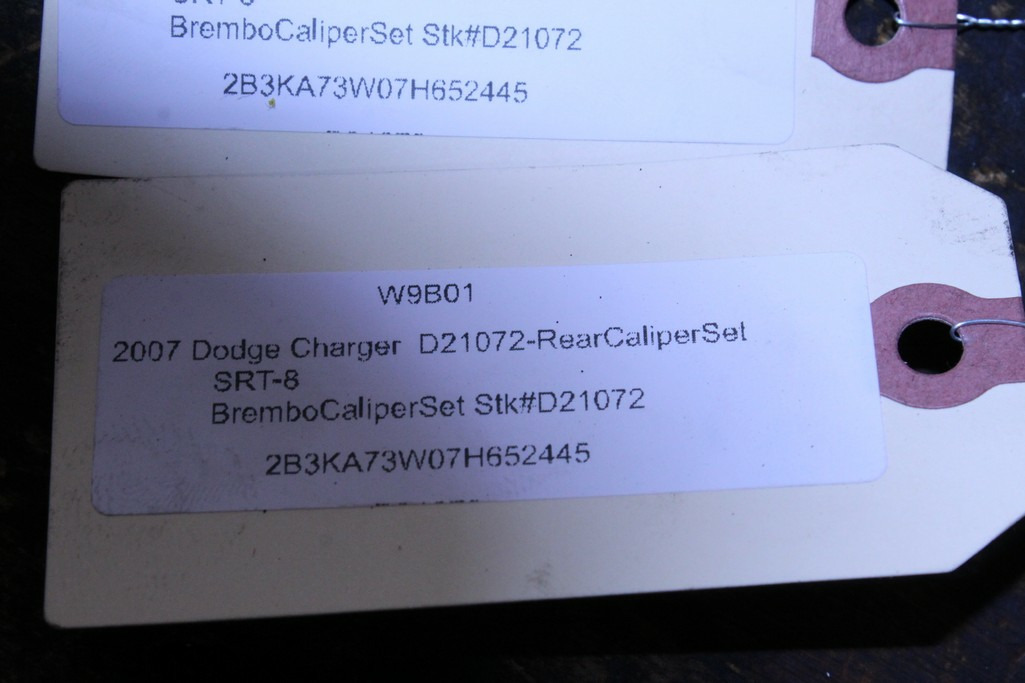 BremboCaliperSet Stk#D21072
2B3KA73W07H652445
W9B01
2007 Dodge Charger D21072-RearCaliperSet
SRT-8
BremboCaliperSet Stk#D21072
2B3KA73W07H652445